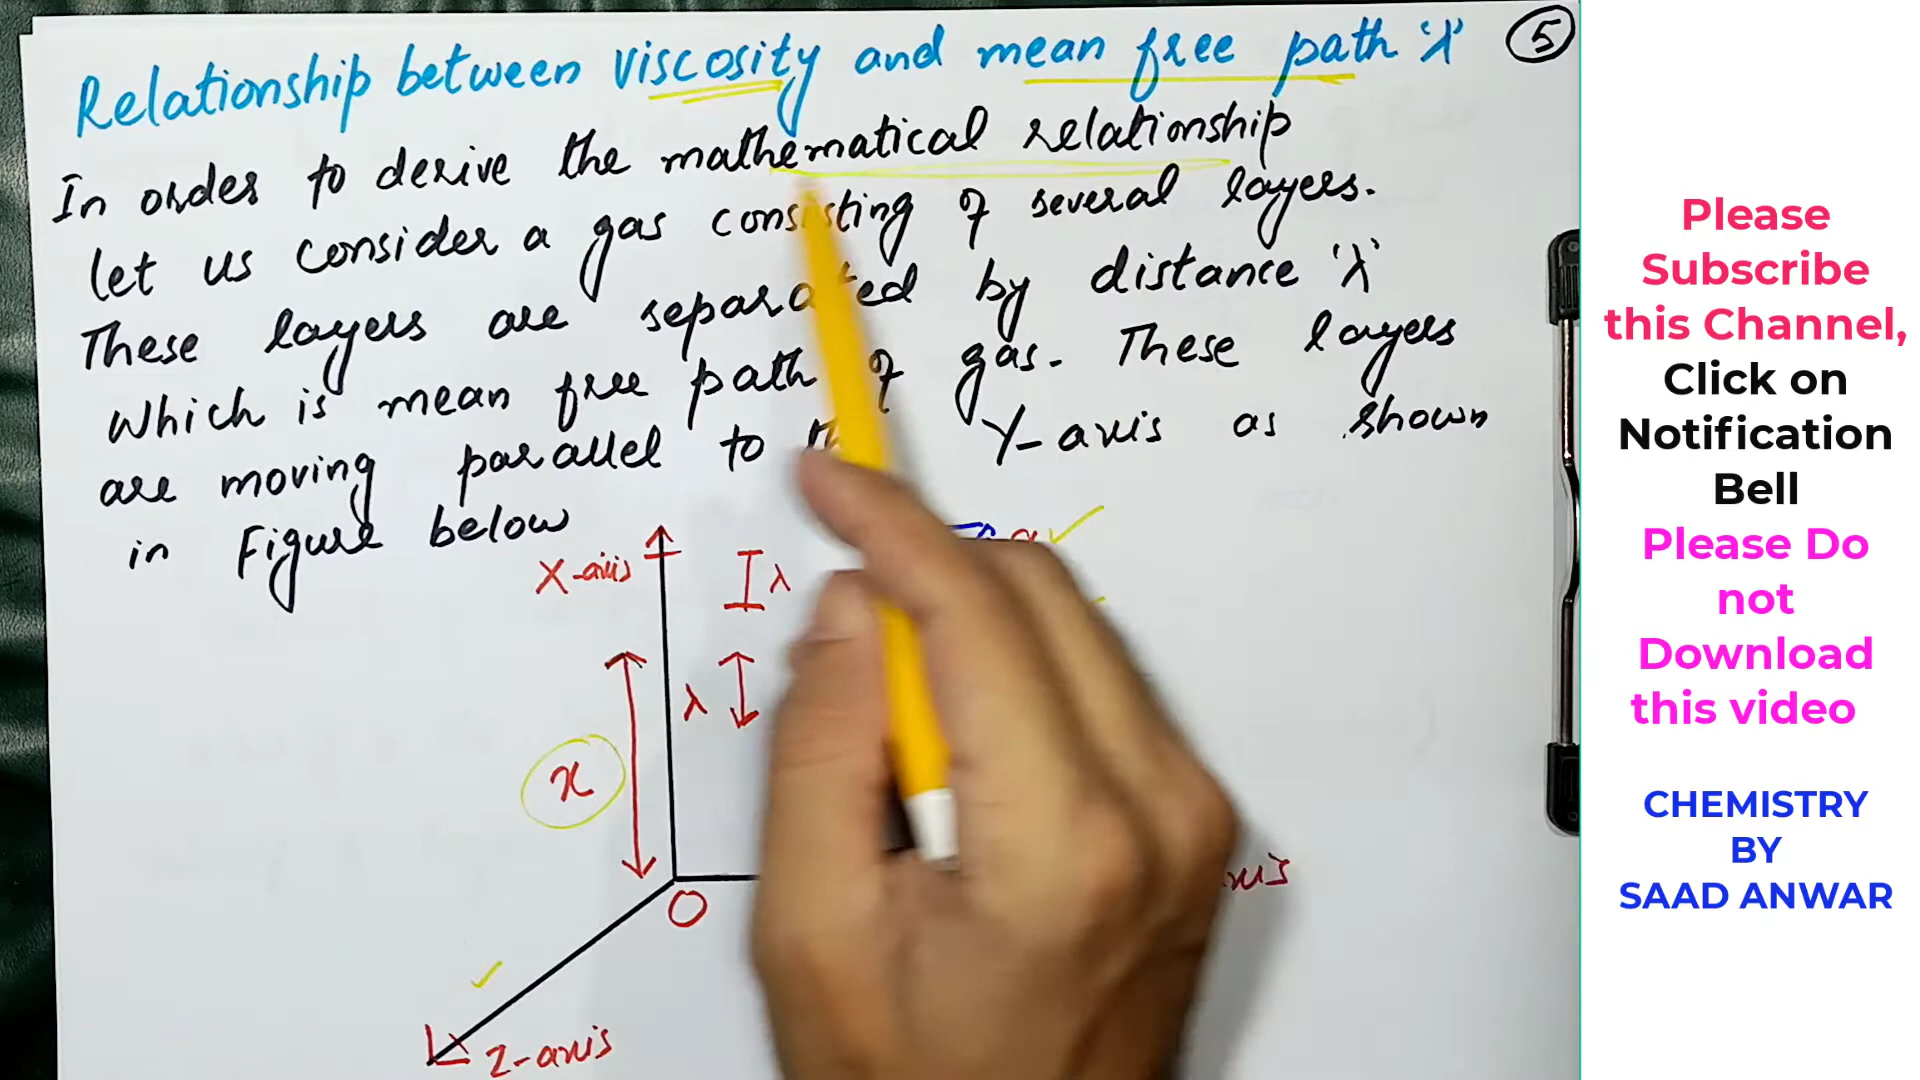 Relationship between viscosity and mean free path 'λ' 5
In order to derive the mathematical relationship
let us consider a gas consisting of several layers.
These layers are separated by distance 'λ'
which is mean free path of gas. These layers
are moving parallel to Y-axis as shown
in Figure below
X-axis
λ
λ
x
O
Z-axis
Please
Subscribe
this Channel,
Click on
Notification
Bell
Please Do
not
Download
this video
CHEMISTRY
BY
SAAD ANWAR